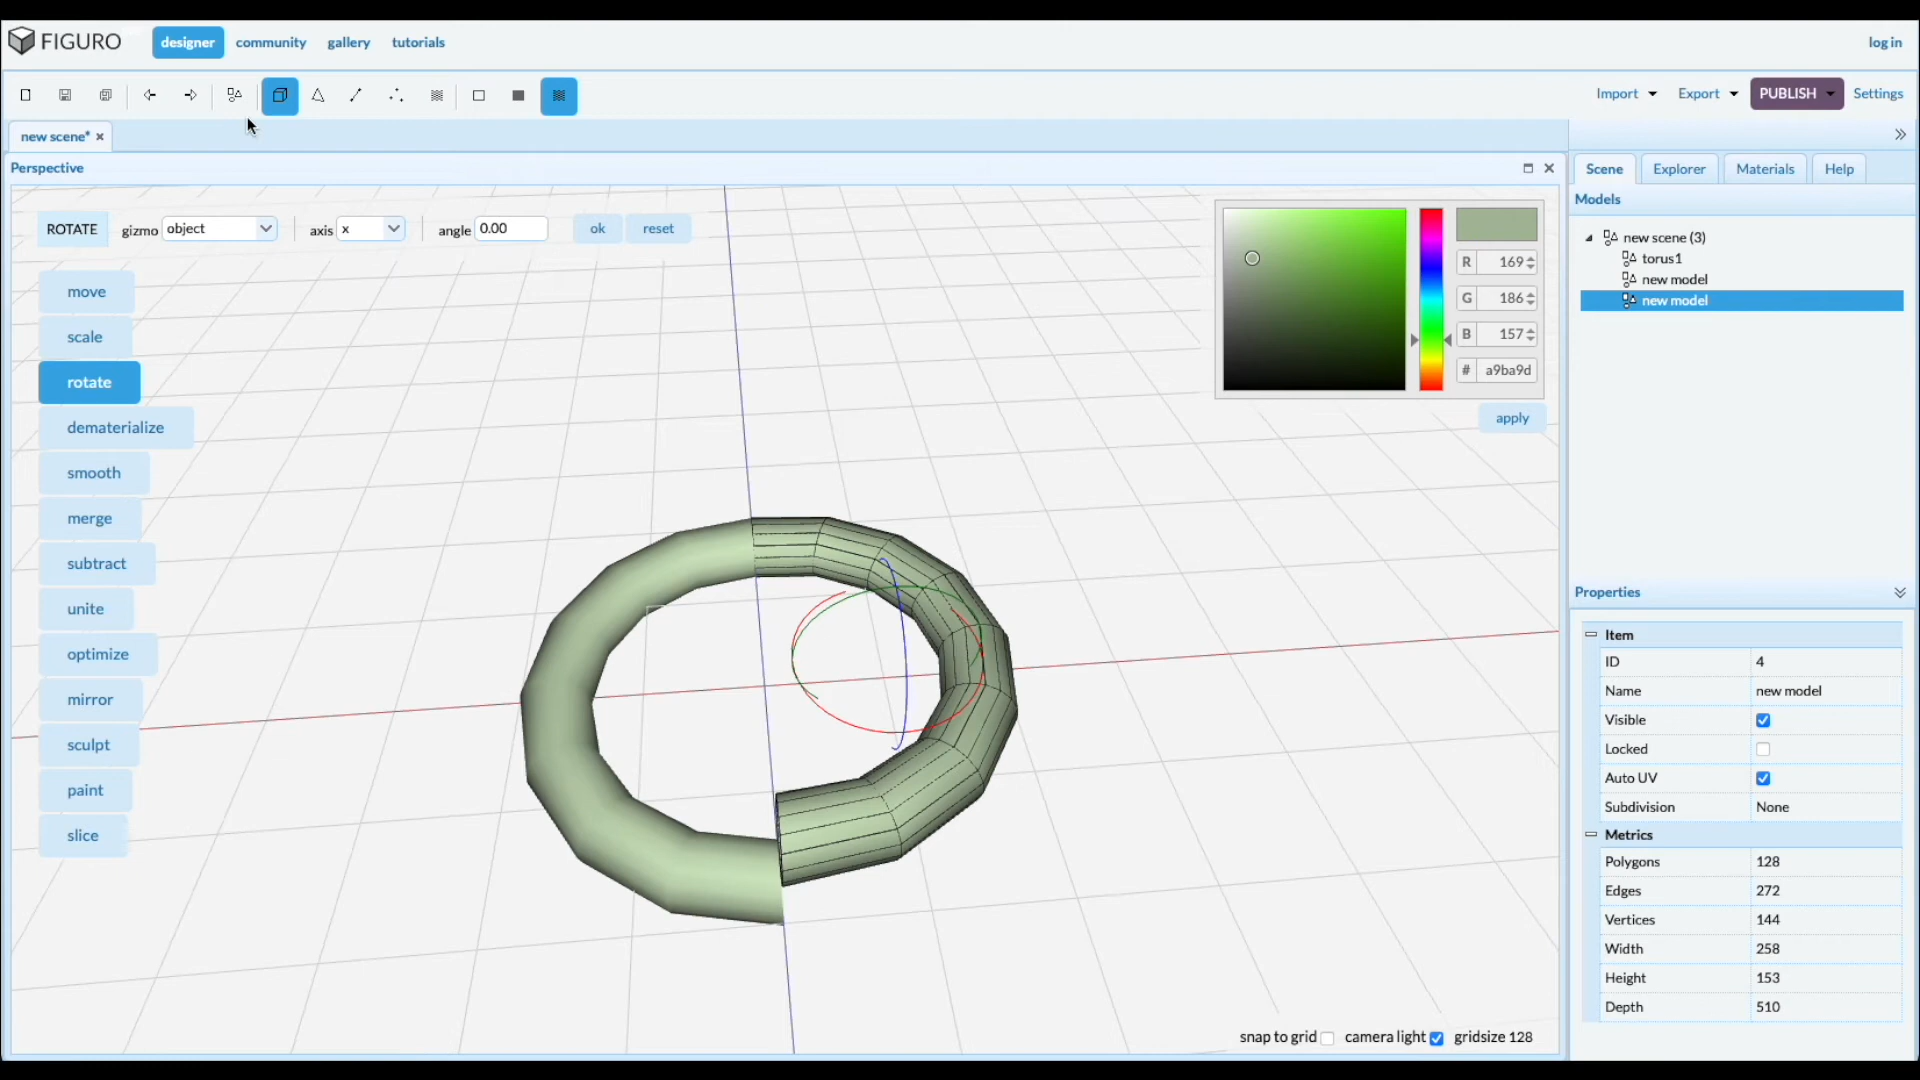 FIGURO designer community gallery tutorials log in
Import Export PUBLISH Settings
new scene* ×
Perspective
ROTATE gizmo object axis x angle 0.00 ok reset
move
scale
rotate
dematerialize
smooth
merge
subtract
unite
optimize
mirror
sculpt
paint
slice
R 169
G 186
B 157
# a9ba9d
apply
snap to grid camera light gridsize 128
Scene Explorer Materials Help
Models
new scene (3)
torus1
new model
new model
Properties
Item
ID 4
Name new model
Visible
Locked
Auto UV
Subdivision None
Metrics
Polygons 128
Edges 272
Vertices 144
Width 258
Height 153
Depth 510